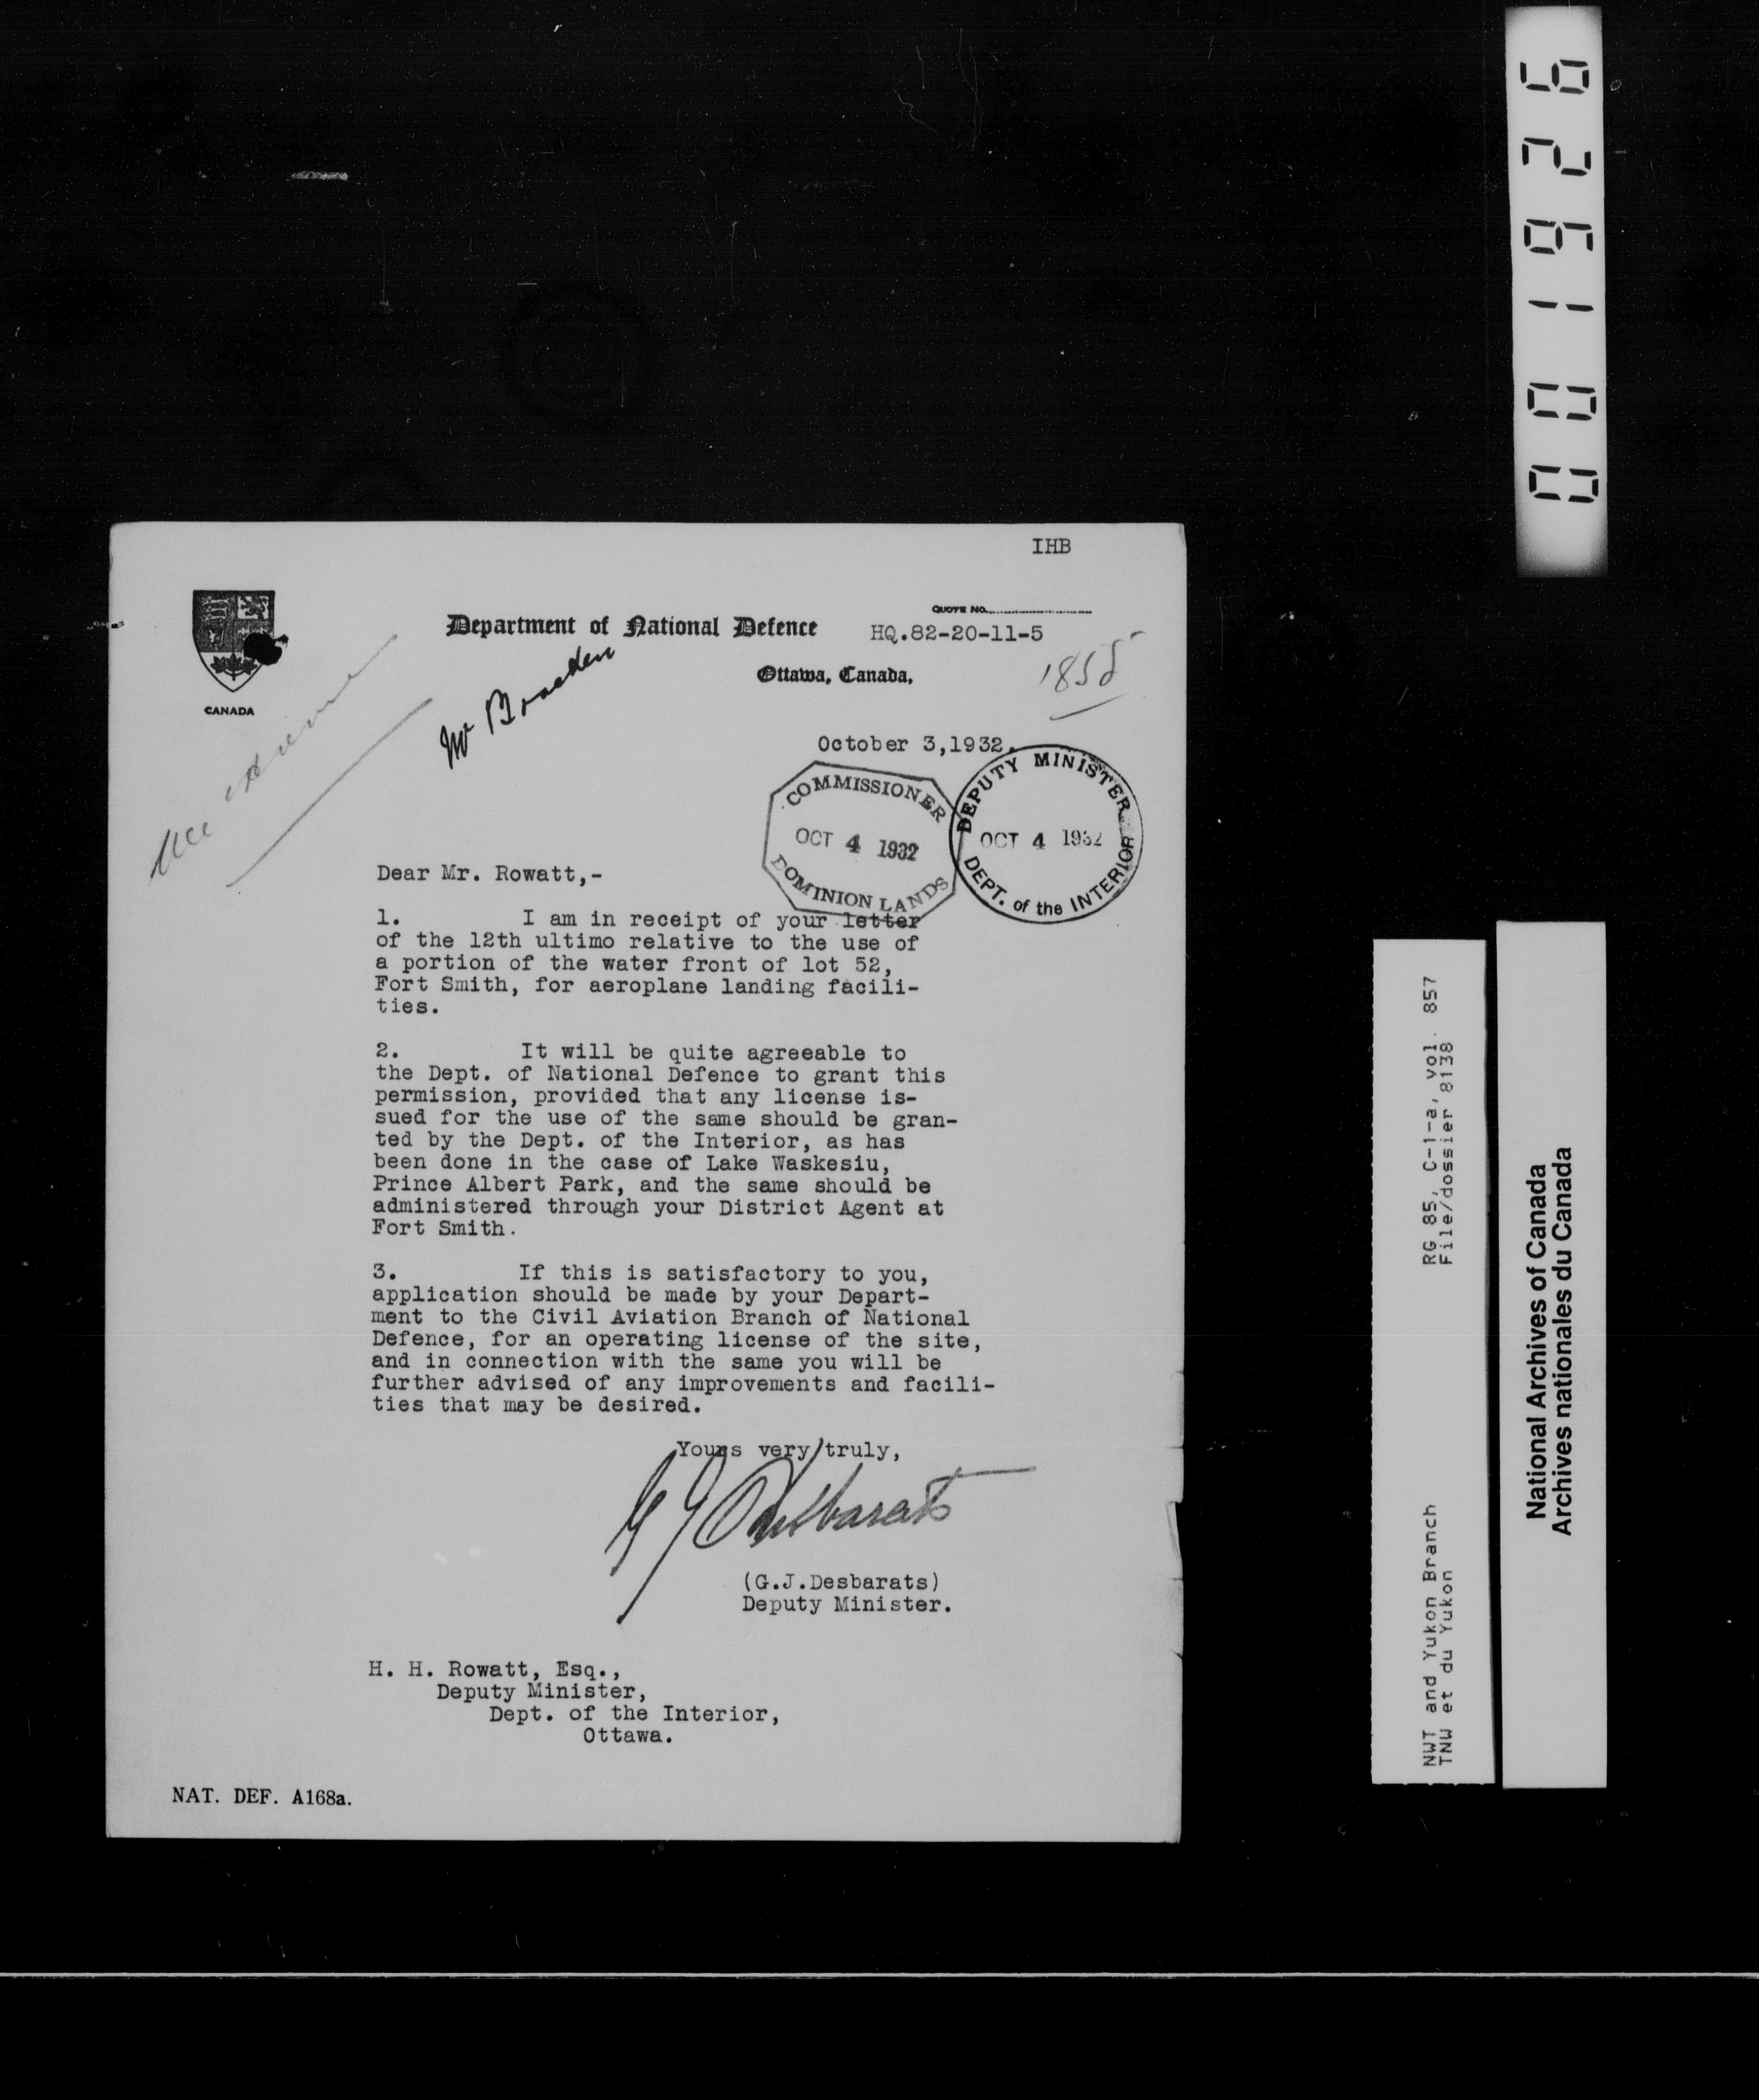 001926
IHB
QUOTE NO.
Department of National Defence
HQ.82-20-11-5
Ottawa, Canada,
CANADA
Mr
October 3,1932.
COMMISSIONER
OCT 4 1932
DOMINION LANDS
DEPUTY MINISTER
OCT 4 1932
DEPT. of the INTERIOR
Dear Mr. Rowatt,-
1. I am in receipt of your letter
of the 12th ultimo relative to the use of
a portion of the water front of lot 52,
Fort Smith, for aeroplane landing facili-
ties.
2. It will be quite agreeable to
the Dept. of National Defence to grant this
permission, provided that any license is-
sued for the use of the same should be gran-
ted by the Dept. of the Interior, as has
been done in the case of Lake Waskesiu,
Prince Albert Park, and the same should be
administered through your District Agent at
Fort Smith.
3. If this is satisfactory to you,
application should be made by your Depart-
ment to the Civil Aviation Branch of National
Defence, for an operating license of the site,
and in connection with the same you will be
further advised of any improvements and facili-
ties that may be desired.
Yours very truly,
G J Desbarats
(G.J.Desbarats)
Deputy Minister.
H. H. Rowatt, Esq.,
Deputy Minister,
Dept. of the Interior,
Ottawa.
NAT. DEF. A168a.
NWT and Yukon Branch RG 85, C-1-a, vol. 857
TNW et du Yukon File/dossier 8138
National Archives of Canada
Archives nationales du Canada